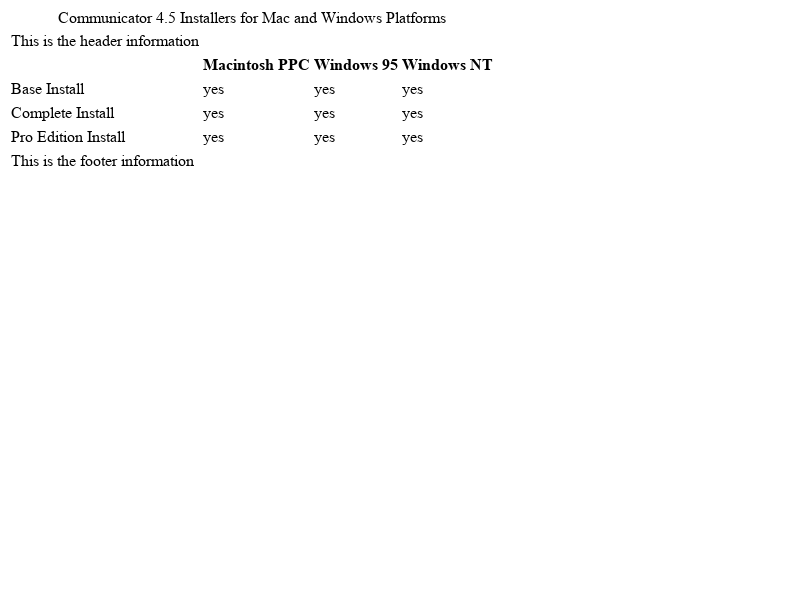 Communicator 4.5 Installers for Mac and Windows Platforms
This is the header information
Macintosh PPC Windows 95 Windows NT
Base Install yes yes yes
Complete Install yes yes yes
Pro Edition Install yes yes yes
This is the footer information